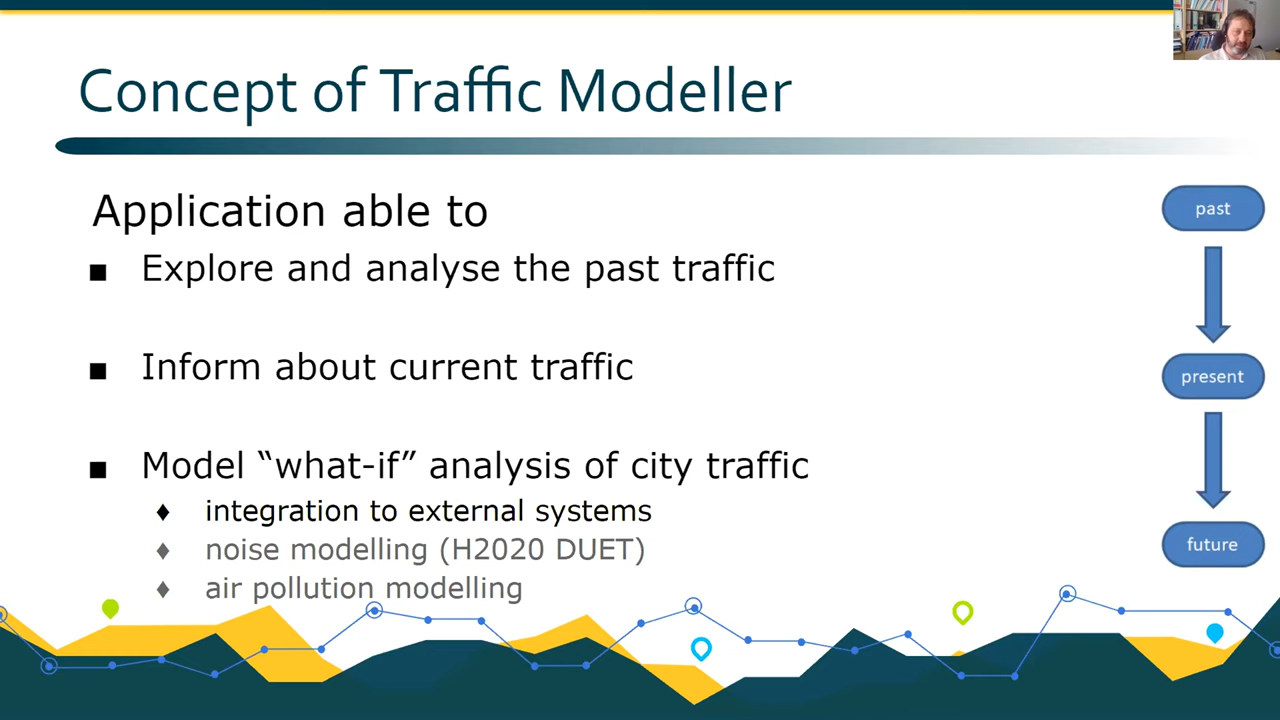 Concept of Traffic Modeller
Application able to
■ Explore and analyse the past traffic
■ Inform about current traffic
■ Model “what-if” analysis of city traffic
♦ integration to external systems
♦ noise modelling (H2020 DUET)
♦ air pollution modelling
past
present
future